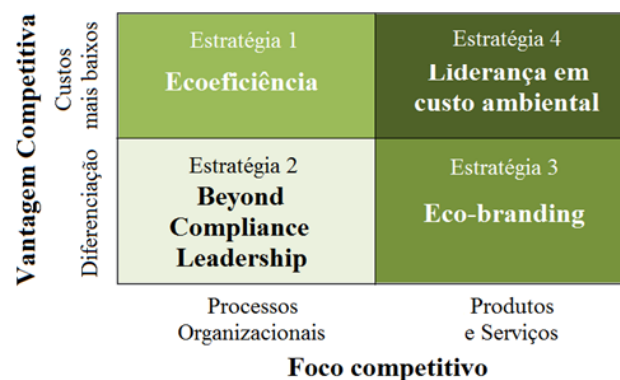 Vantagem Competitiva
Custos
mais baixos
Diferenciação
Estratégia 1
Ecoeficiência
Estratégia 4
Liderança em
custo ambiental
Estratégia 2
Beyond
Compliance
Leadership
Estratégia 3
Eco-branding
Processos
Organizacionais
Produtos
e Serviços
Foco competitivo